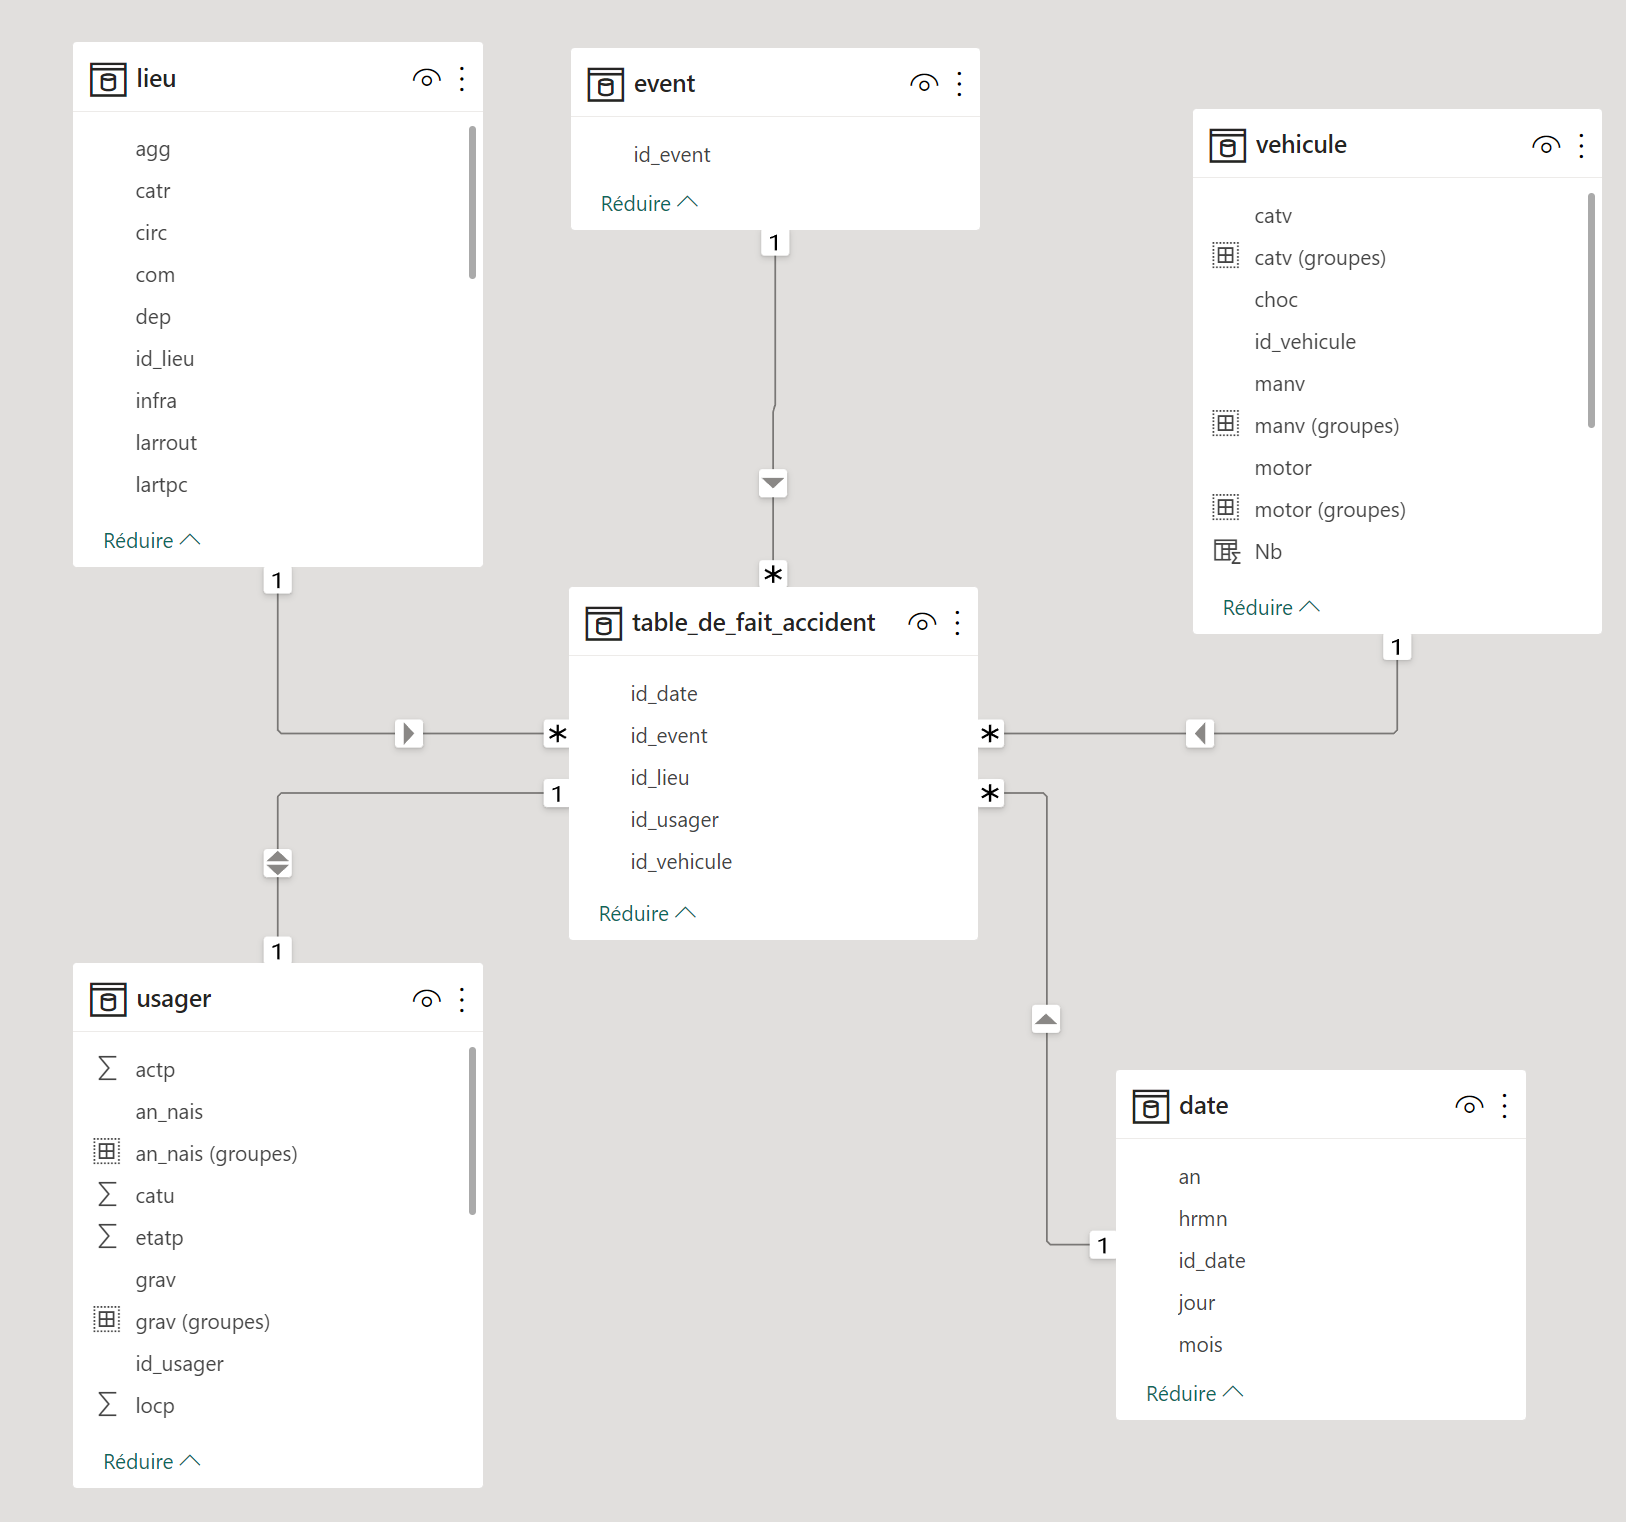 lieu
agg
catr
circ
com
dep
id_lieu
infra
larrout
lartpc
Réduire
1
event
id_event
Réduire
1
*
vehicule
catv
catv (groupes)
choc
id_vehicule
manv
manv (groupes)
motor
motor (groupes)
Nb
Réduire
1
table_de_fait_accident
id_date
id_event
id_lieu
id_usager
id_vehicule
Réduire
*
*
1
*
1
usager
actp
an_nais
an_nais (groupes)
catu
etatp
grav
grav (groupes)
id_usager
locp
Réduire
date
an
hrmn
id_date
jour
mois
Réduire
1